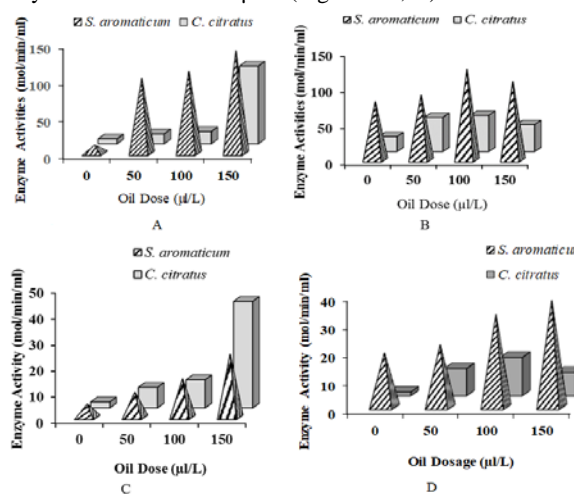 S. aromaticum C. citratus
Enzyme Activities (mol/min/ml)
150
100
50
0
0 50 100 150
Oil Dose (µl/L)
A
S. aromaticum C. citratus
Enzyme Activities (mol/min/ml)
150
100
50
0
0 50 100 150
Oil Dose (µl/L)
B
S. aromaticum
C. citratus
Enzyme Activity (mol/min/ml)
50
40
30
20
10
0
0 50 100 150
Oil Dose (µl/L)
C
S. aromaticum
C. citratus
Enzyme Activity (mol/min/ml)
40
30
20
10
0
0 50 100 150
Oil Dosage (µl/L)
D